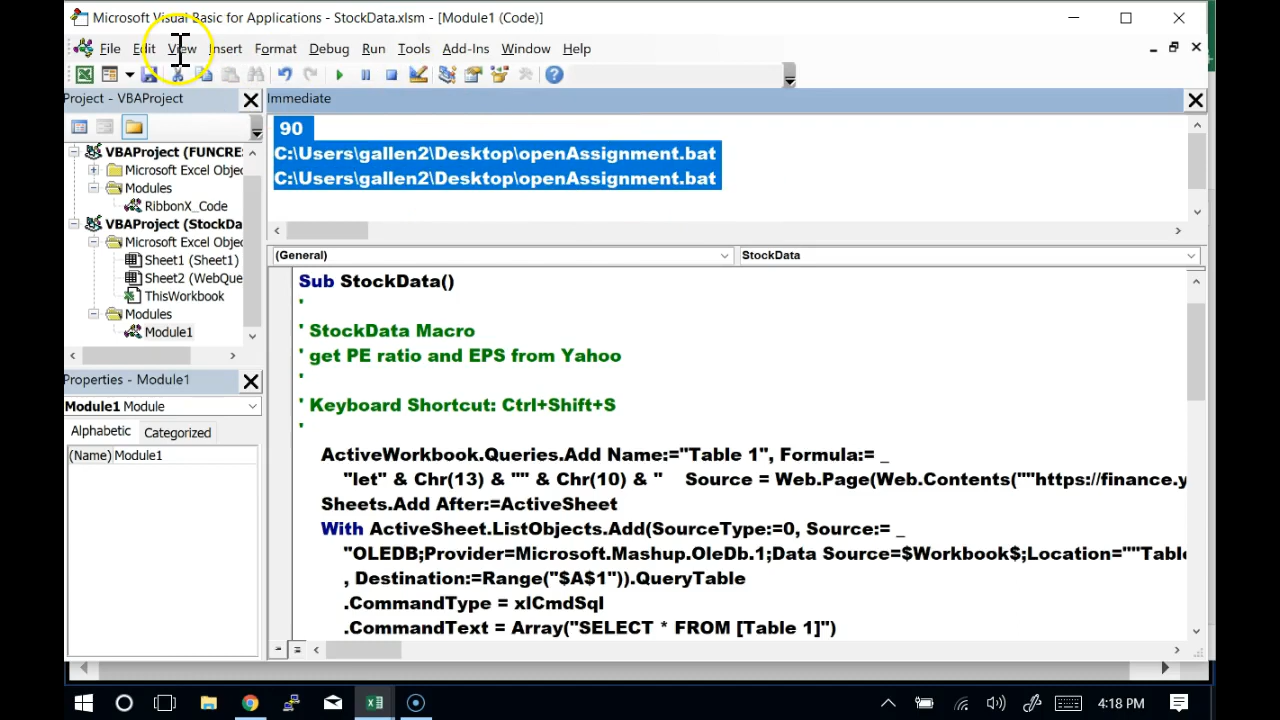 Microsoft Visual Basic for Applications - StockData.xlsm - [Module1 (Code)]
File Edit View Insert Format Debug Run Tools Add-Ins Window Help
Project - VBAProject
VBAProject (FUNCRE
Microsoft Excel Objec
Modules
RibbonX_Code
VBAProject (StockDa
Microsoft Excel Objec
Sheet1 (Sheet1)
Sheet2 (WebQue
ThisWorkbook
Modules
Module1
Properties - Module1
Module1 Module
Alphabetic Categorized
(Name) Module1
Immediate
90
C:\Users\gallen2\Desktop\openAssignment.bat
C:\Users\gallen2\Desktop\openAssignment.bat
(General) StockData
Sub StockData()
'
' StockData Macro
' get PE ratio and EPS from Yahoo
'
' Keyboard Shortcut: Ctrl+Shift+S
'
ActiveWorkbook.Queries.Add Name:="Table 1", Formula:= _
"let" & Chr(13) & "" & Chr(10) & " Source = Web.Page(Web.Contents(""https://finance.y
Sheets.Add After:=ActiveSheet
With ActiveSheet.ListObjects.Add(SourceType:=0, Source:= _
"OLEDB;Provider=Microsoft.Mashup.OleDb.1;Data Source=$Workbook$;Location=""Table
, Destination:=Range("$A$1")).QueryTable
.CommandType = xlCmdSql
.CommandText = Array("SELECT * FROM [Table 1]")
4:18 PM